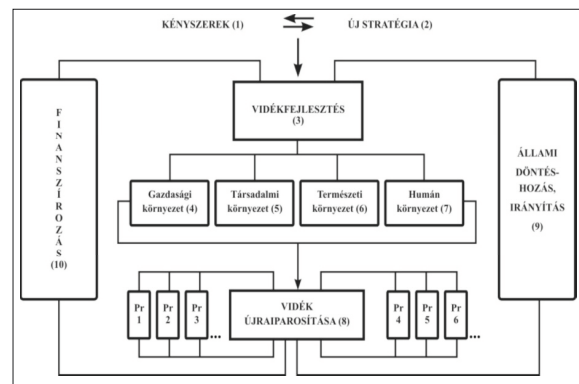 KÉNYSZEREK (1)
ÚJ STRATÉGIA (2)
FINANSZÍROZÁS
(10)
VIDÉKFEJLESZTÉS
(3)
ÁLLAMI
DÖNTÉS-
HOZÁS,
IRÁNYÍTÁS
(9)
Gazdasági
környezet (4)
Társadalmi
környezet (5)
Természeti
környezet (6)
Humán
környezet (7)
Pr
1
Pr
2
Pr
3
...
VIDÉK
ÚJRAIPAROSÍTÁSA (8)
Pr
4
Pr
5
Pr
6
...